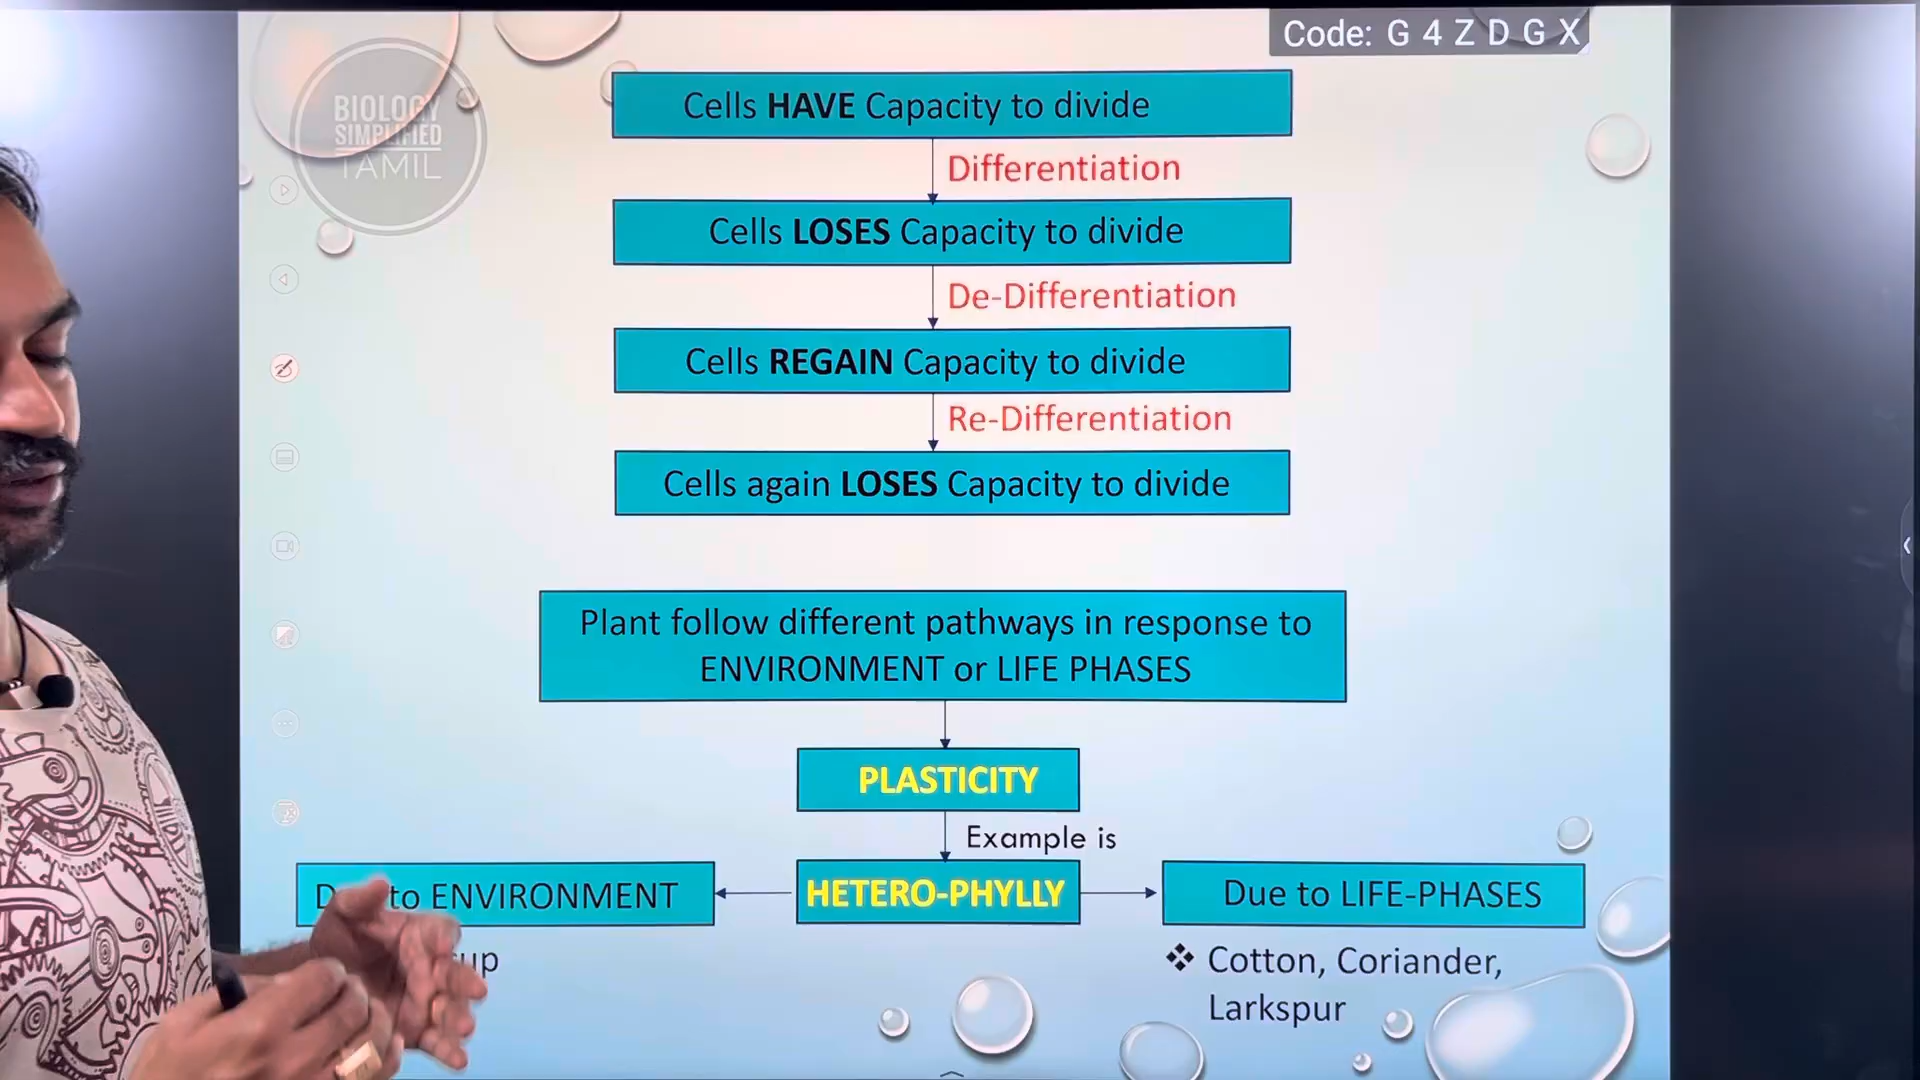 Code: G 4 Z D G X
BIOLOGY
SIMPLIFIED
TAMIL
Cells HAVE Capacity to divide
Differentiation
Cells LOSES Capacity to divide
De-Differentiation
Cells REGAIN Capacity to divide
Re-Differentiation
Cells again LOSES Capacity to divide
Plant follow different pathways in response to
ENVIRONMENT or LIFE PHASES
PLASTICITY
Example is
HETERO-PHYLLY
to ENVIRONMENT
Due to LIFE-PHASES
❖ Cotton, Coriander,
Larkspur